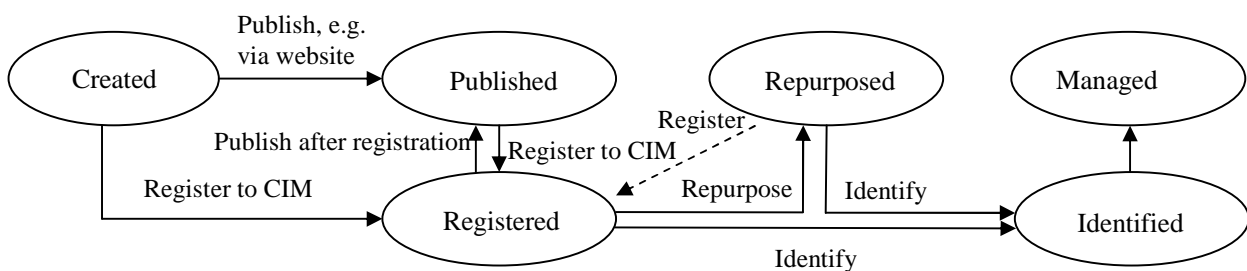 Publish, e.g.
via website
Created
Published
Repurposed
Managed
Register
Publish after registration
Register to CIM
Register to CIM
Repurpose
Identify
Registered
Identified
Identify